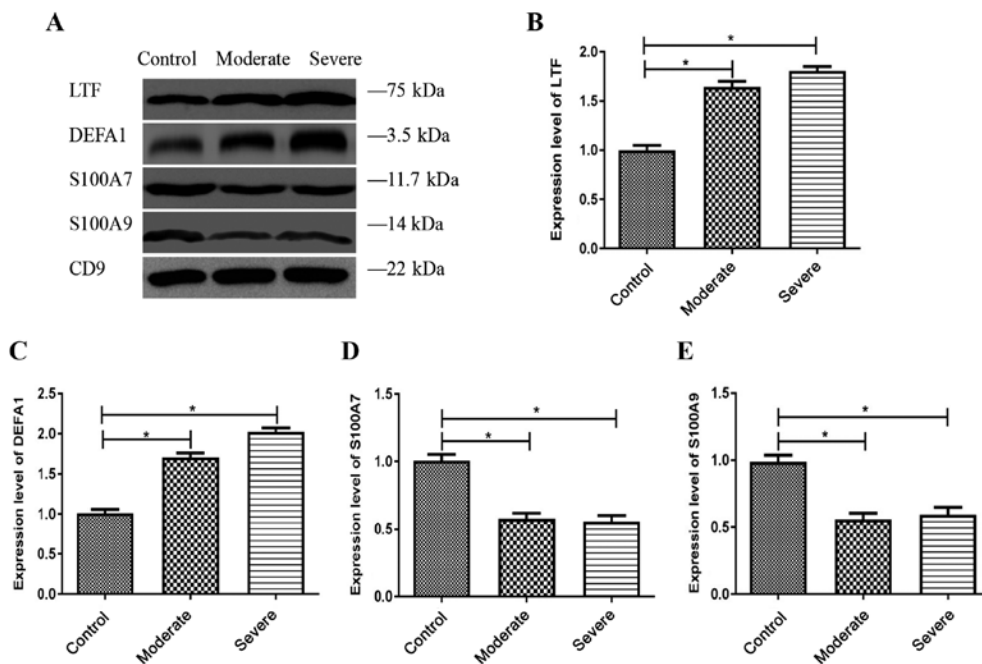 A
Control Moderate Severe
LTF —75 kDa
DEFA1 —3.5 kDa
S100A7 —11.7 kDa
S100A9 —14 kDa
CD9 —22 kDa
B
Expression level of LTF
2.0
1.5
1.0
0.5
0.0
*
*
Control
Moderate
Severe
C
Expression level of DEFA1
2.5
2.0
1.5
1.0
0.5
0.0
*
*
Control
Moderate
Severe
D
Expression level of S100A7
1.5
1.0
0.5
0.0
*
*
Control
Moderate
Severe
E
Expression level of S100A9
1.5
1.0
0.5
0.0
*
*
Control
Moderate
Severe